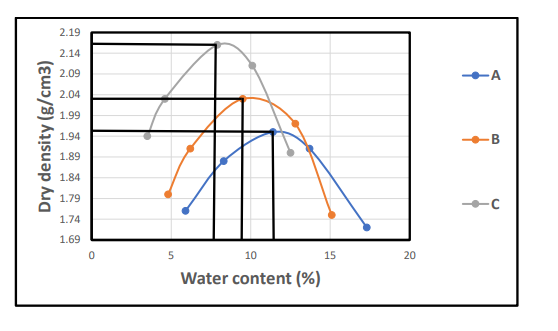 Dry density (g/cm3)
2.19
2.14
2.09
2.04
1.99
1.94
1.89
1.84
1.79
1.74
1.69
0 5 10 15 20
Water content (%)
A
B
C